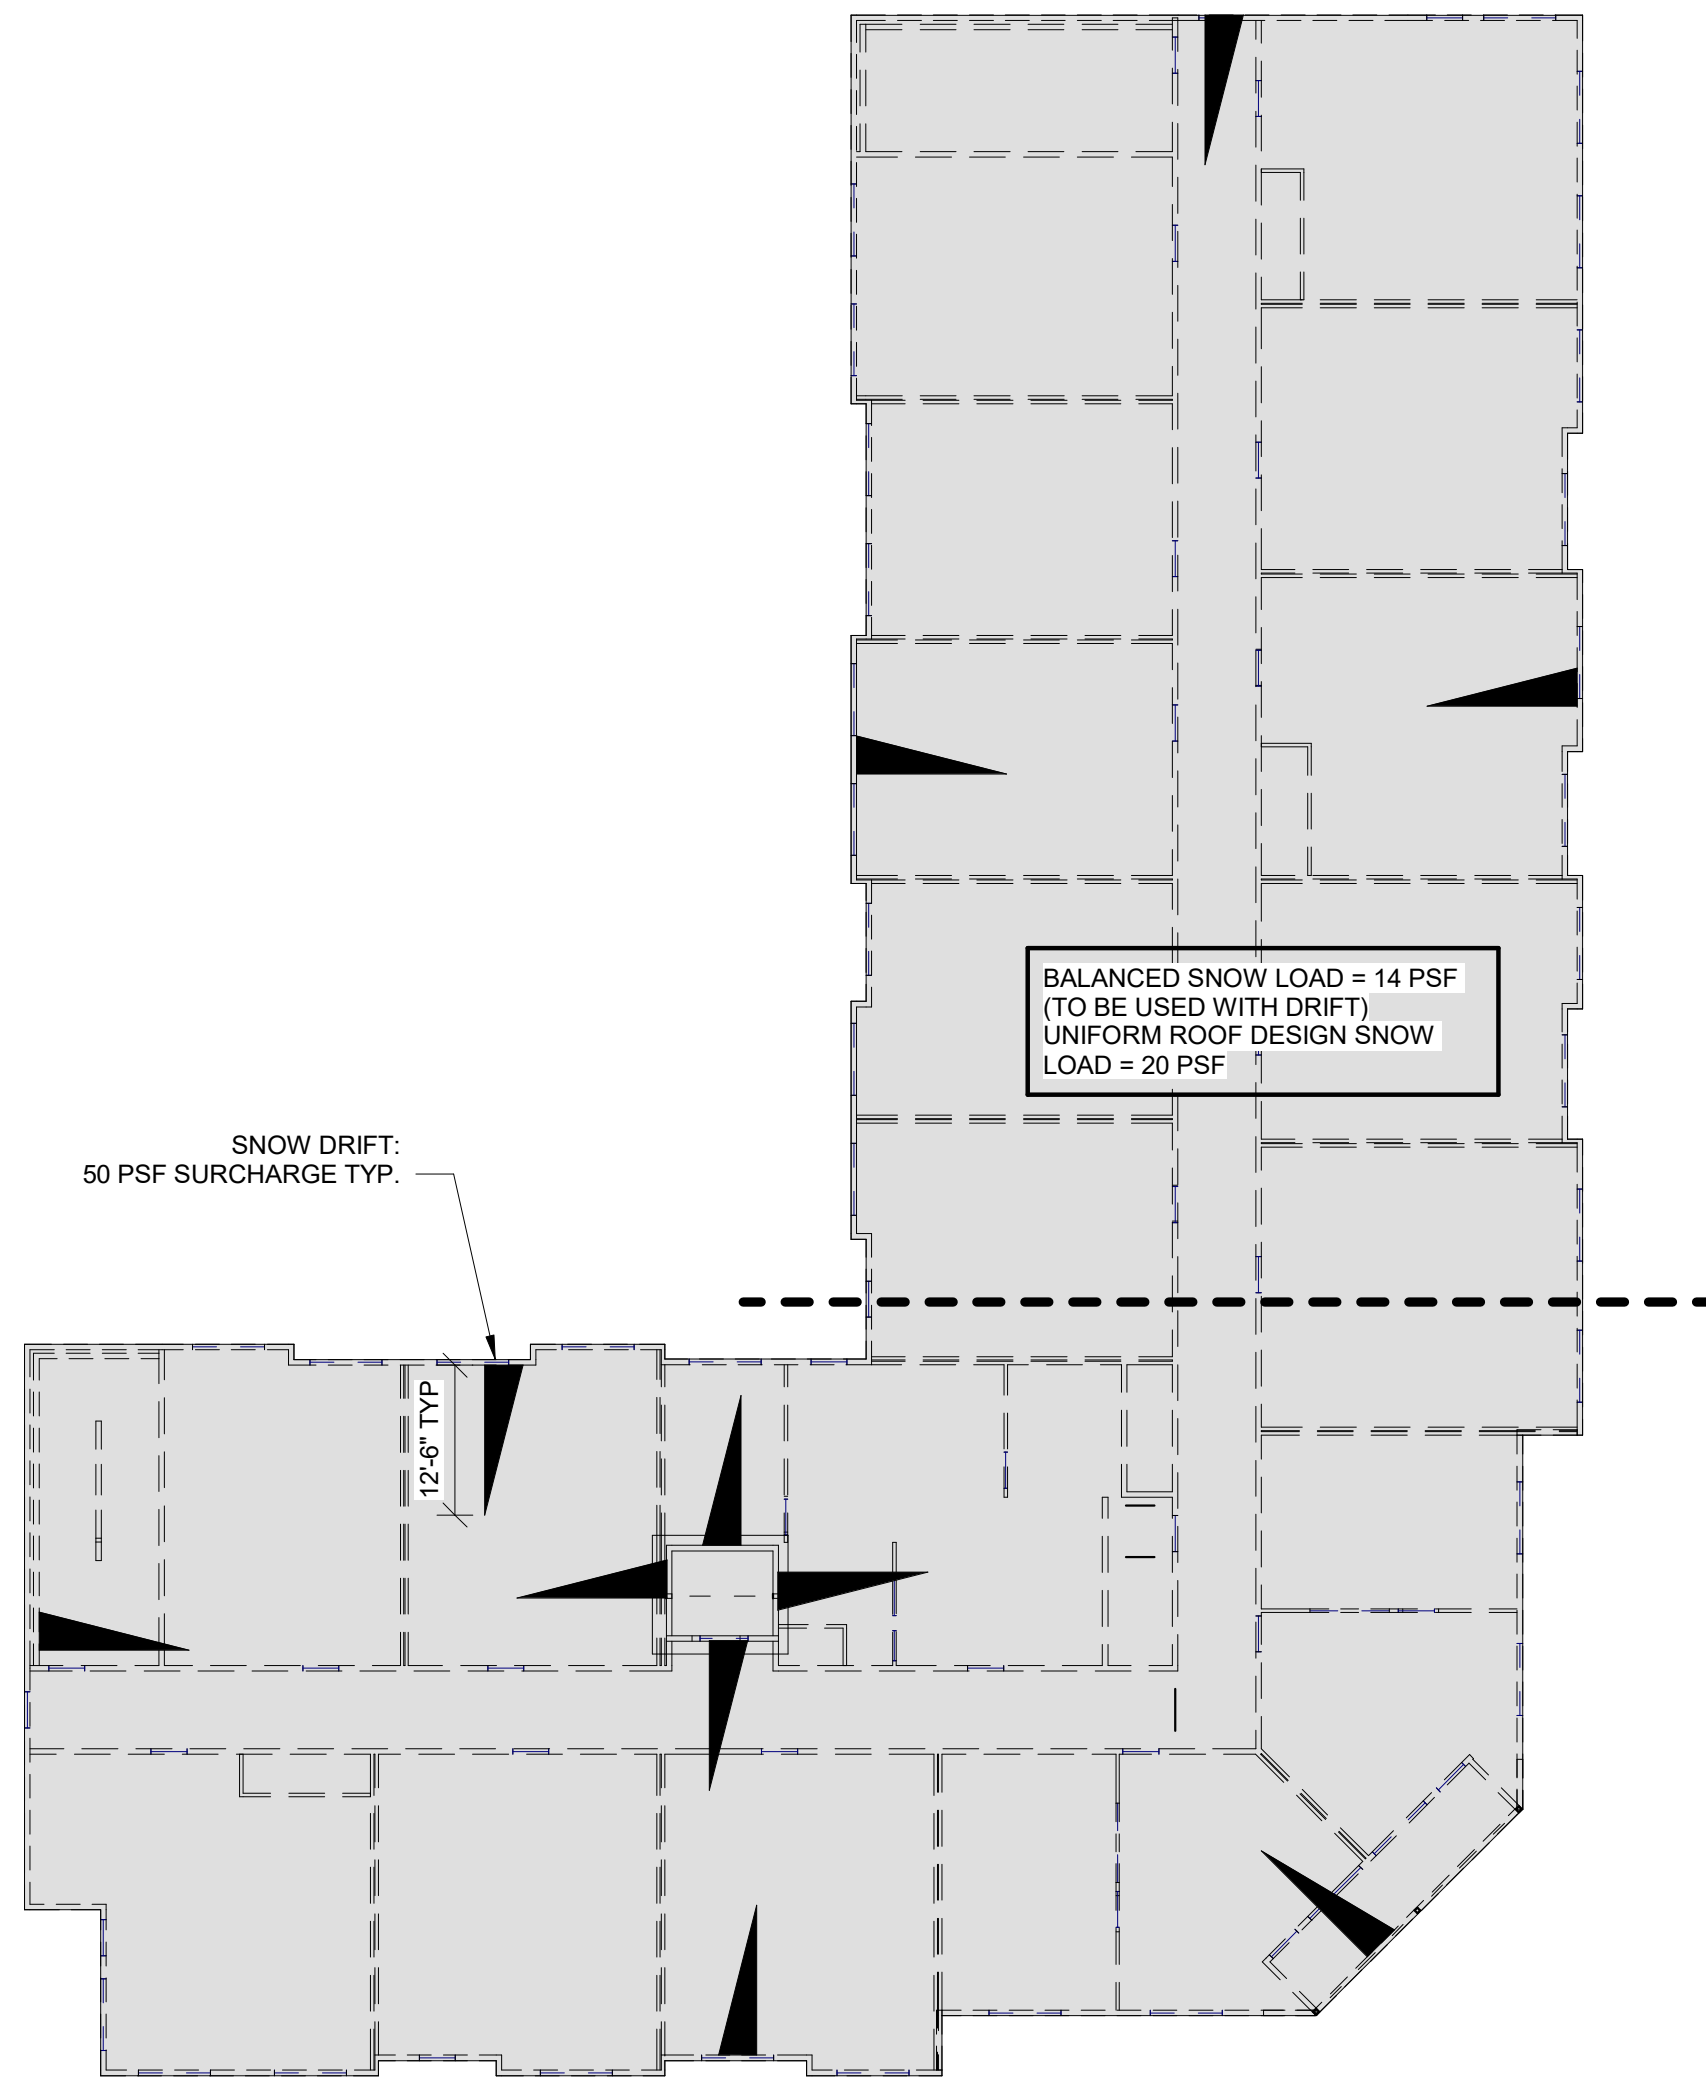 BALANCED SNOW LOAD = 14 PSF
(TO BE USED WITH DRIFT)
UNIFORM ROOF DESIGN SNOW
LOAD = 20 PSF
SNOW DRIFT:
50 PSF SURCHARGE TYP.
12'-6" TYP